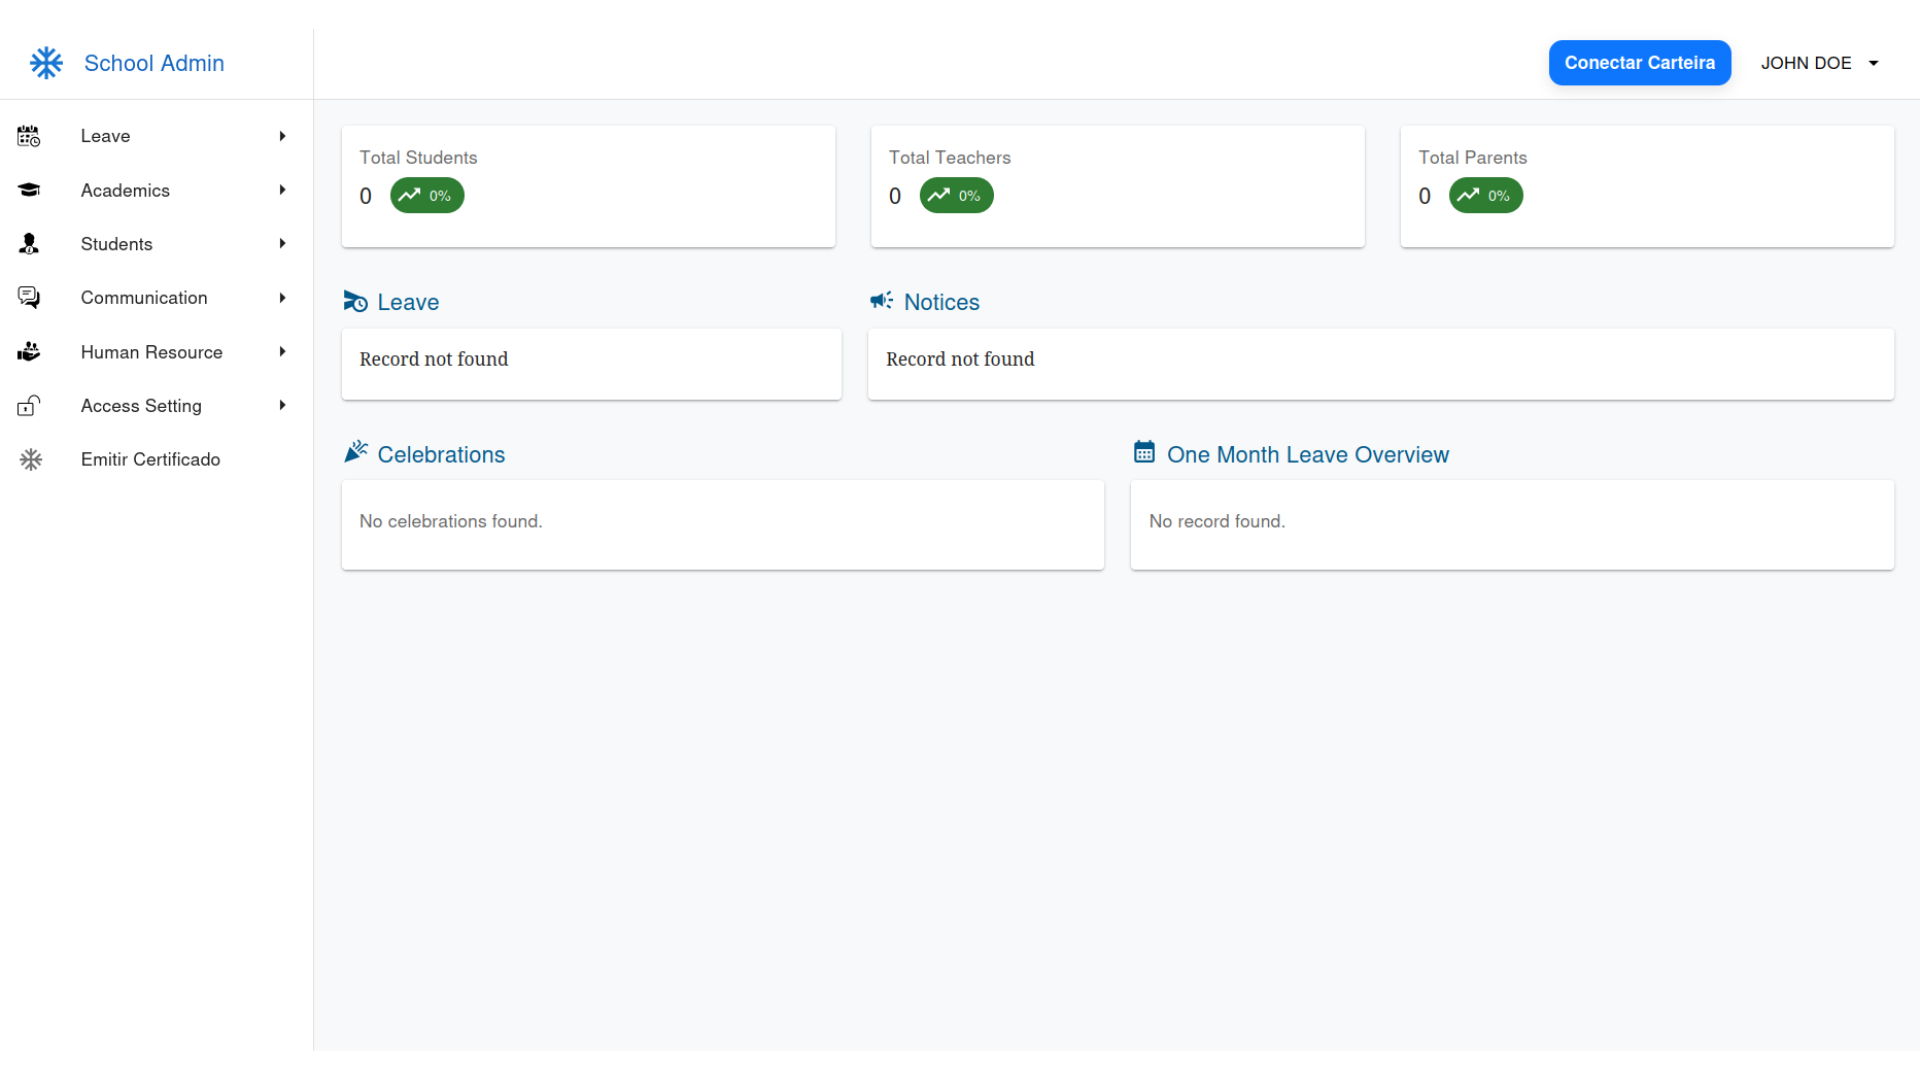 School Admin
Conectar Carteira
JOHN DOE
Leave
Academics
Students
Communication
Human Resource
Access Setting
Emitir Certificado
Total Students
0 0%
Total Teachers
0 0%
Total Parents
0 0%
Leave
Record not found
Notices
Record not found
Celebrations
No celebrations found.
One Month Leave Overview
No record found.